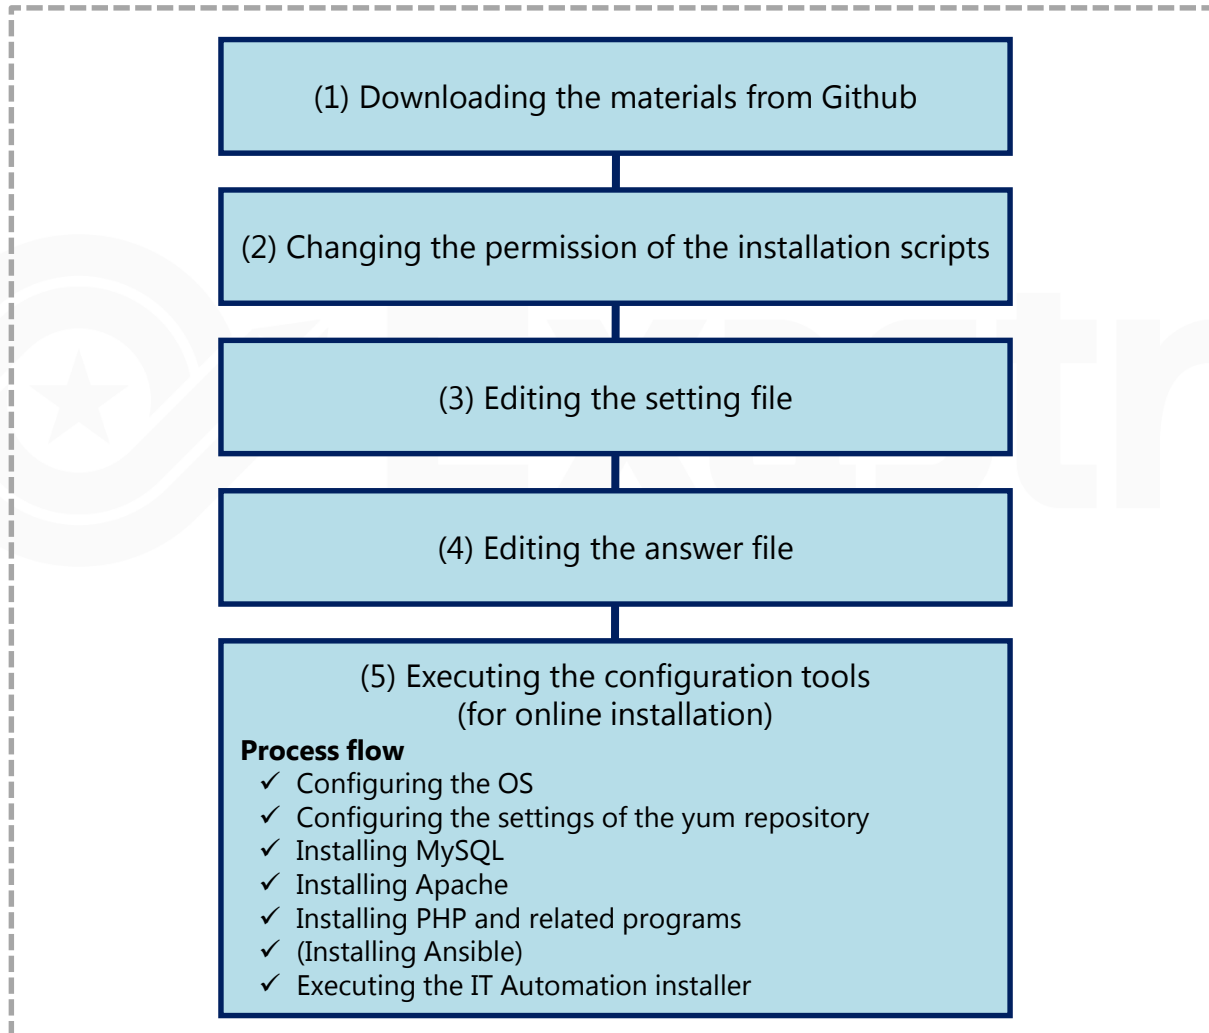 (1) Downloading the materials from Github
(2) Changing the permission of the installation scripts
(3) Editing the setting file
(4) Editing the answer file
(5) Executing the configuration tools
(for online installation)
Process flow
✓ Configuring the OS
✓ Configuring the settings of the yum repository
✓ Installing MySQL
✓ Installing Apache
✓ Installing PHP and related programs
✓ (Installing Ansible)
✓ Executing the IT Automation installer